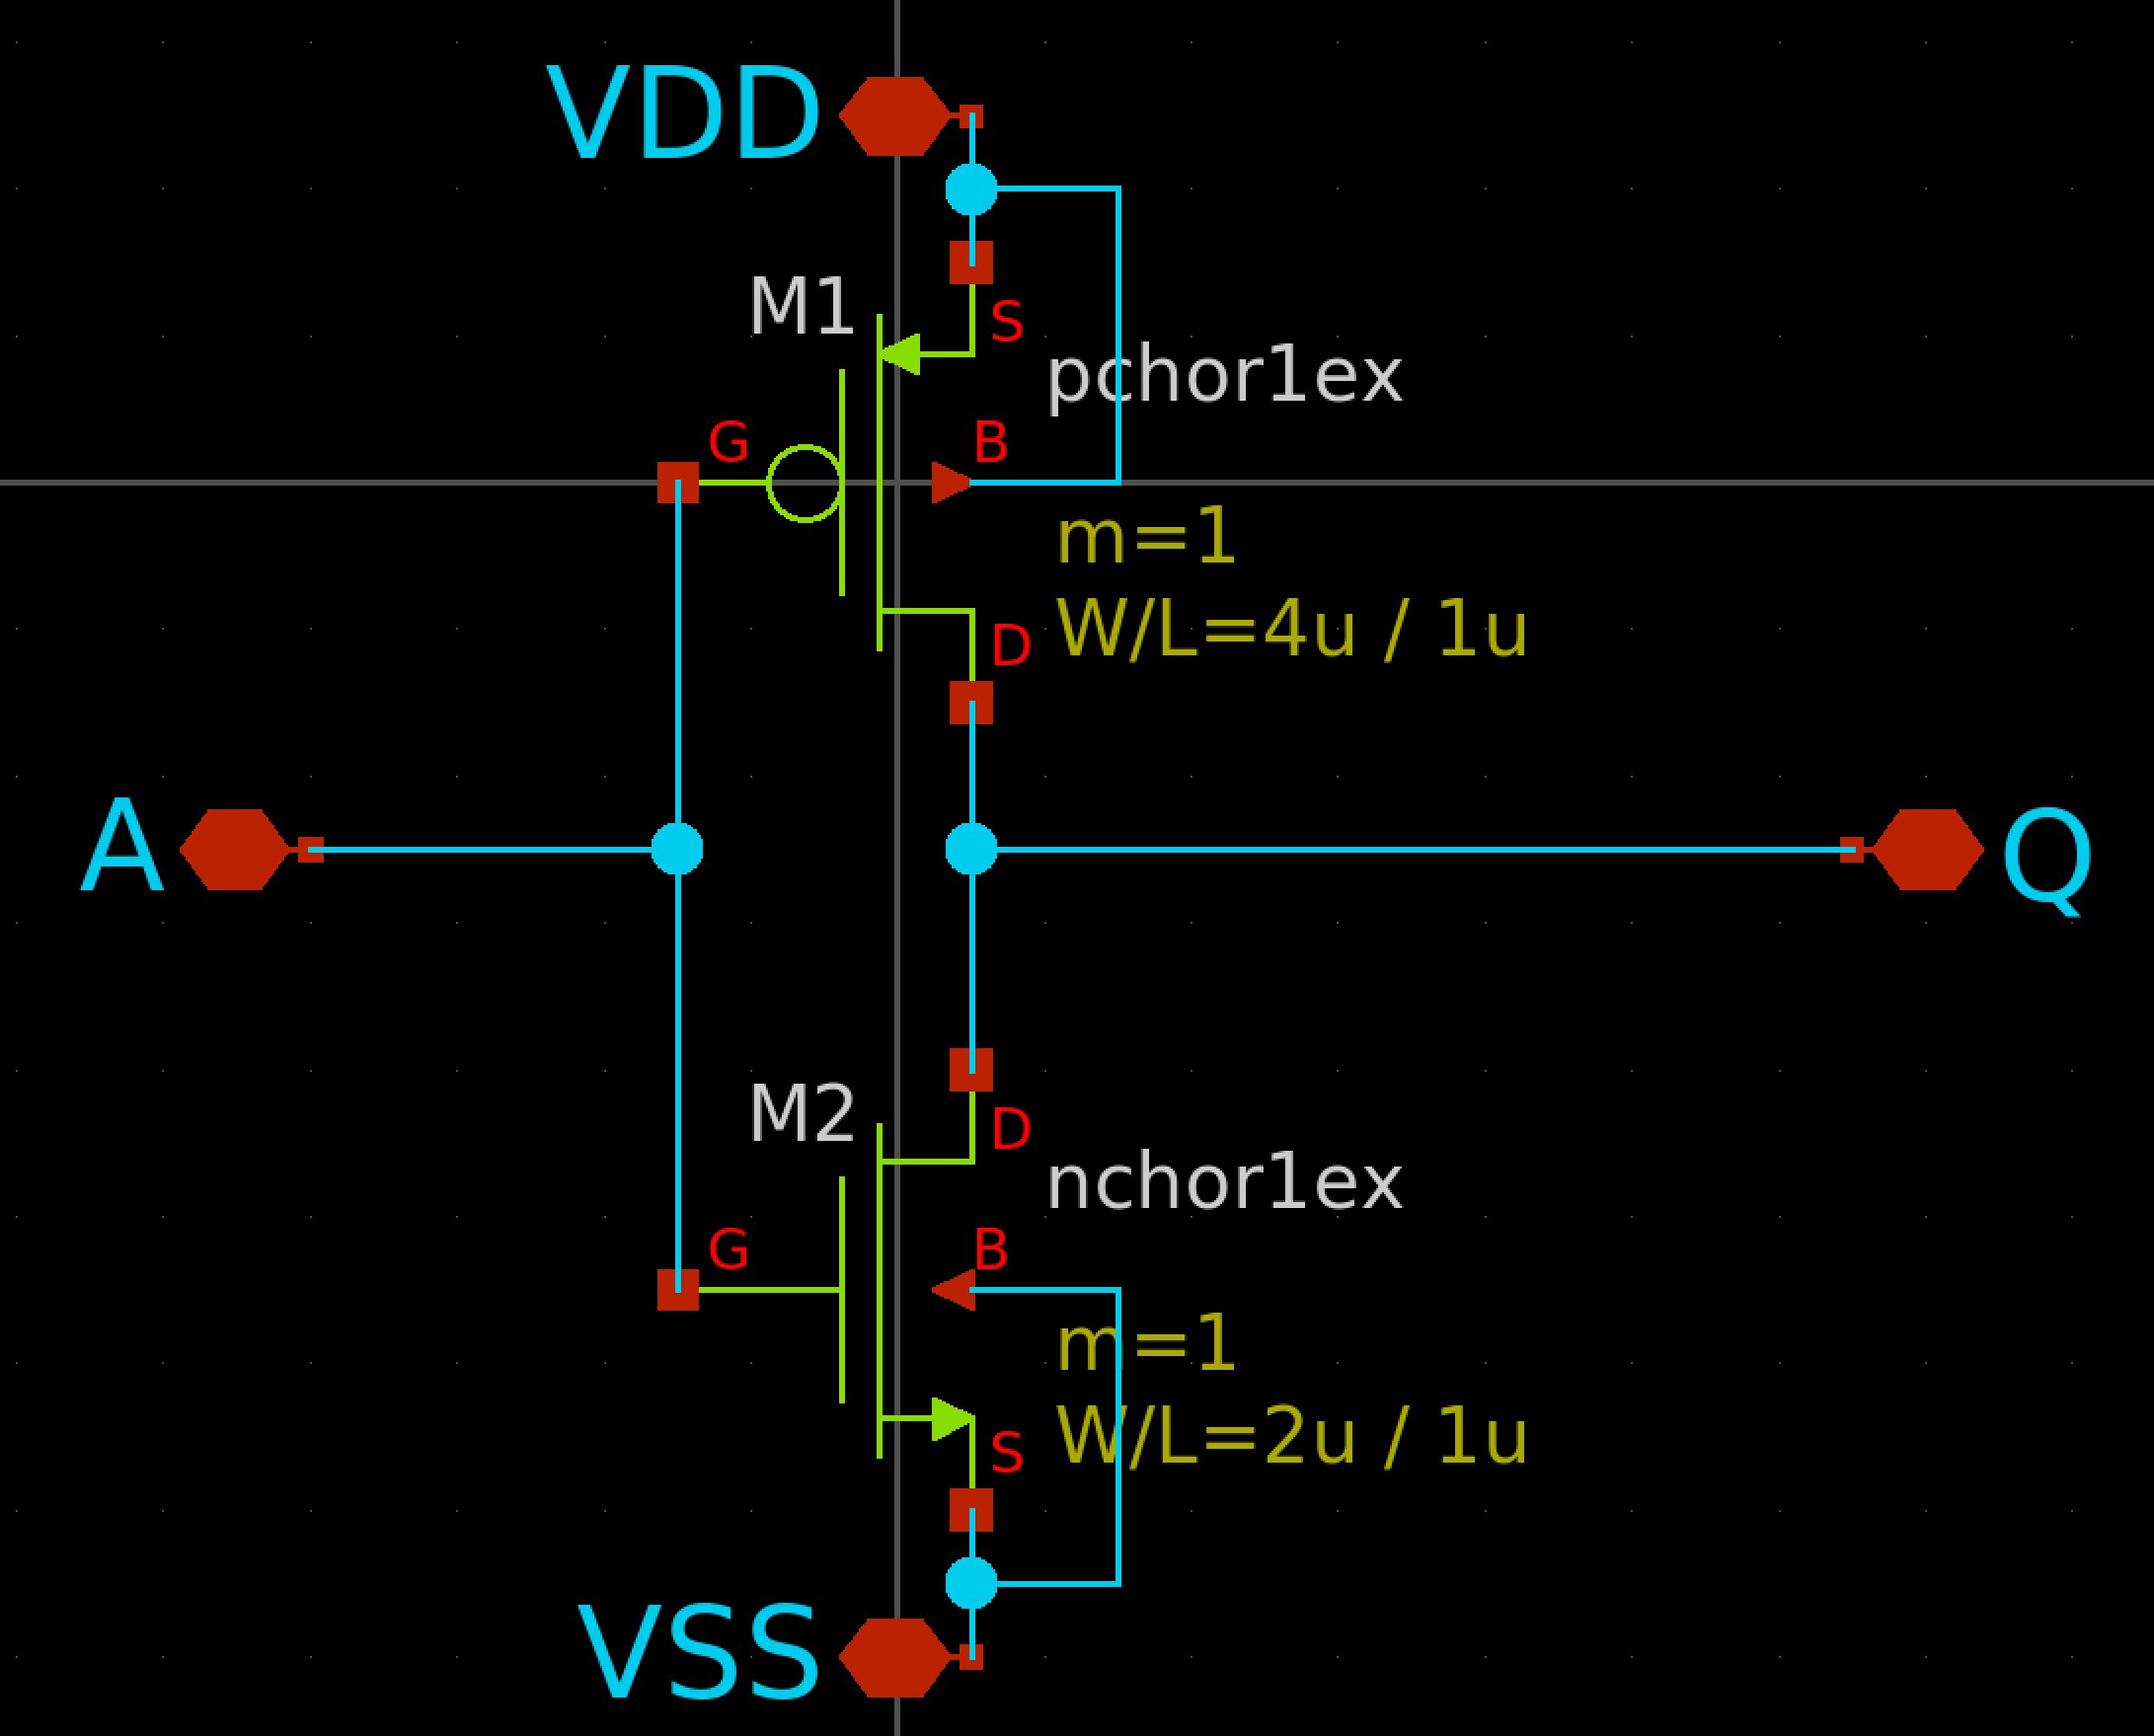 VDD
M1
S
pchor1ex
G
B
m=1
W/L=4u / 1u
D
A
Q
M2
D
nchor1ex
G
B
m=1
W/L=2u / 1u
S
VSS